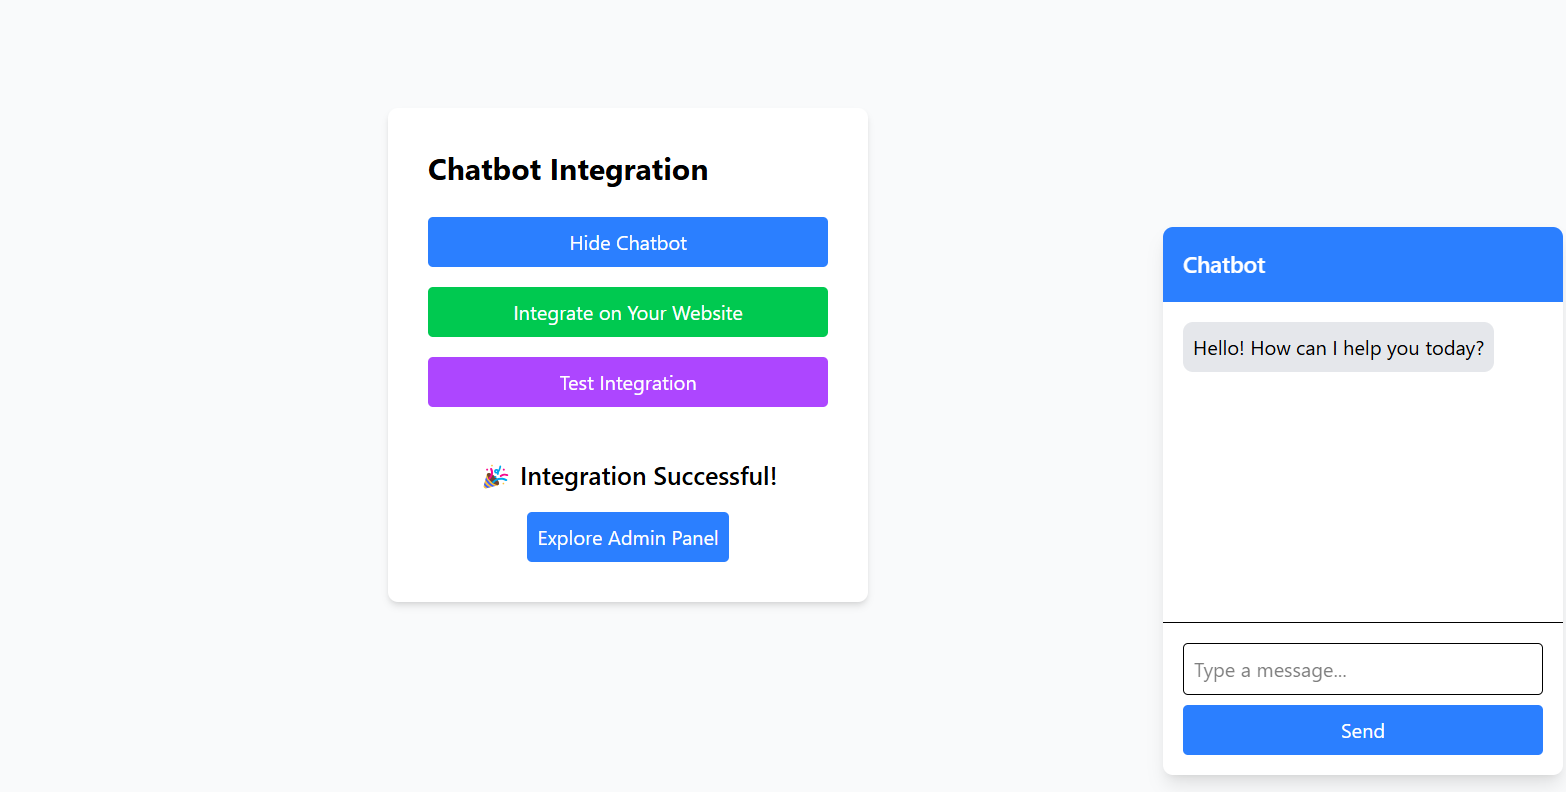 Chatbot Integration
Hide Chatbot
Integrate on Your Website
Test Integration
🎉 Integration Successful!
Explore Admin Panel
Chatbot
Hello! How can I help you today?
Type a message...
Send